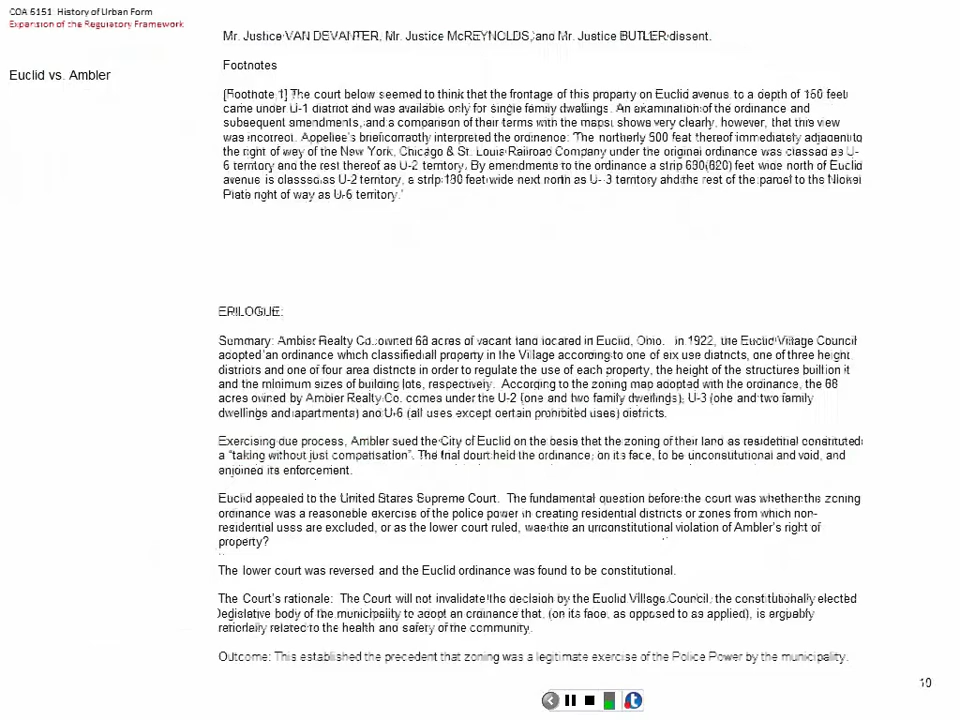 COA 6151 History of Urban Form
Expansion of the Regulatory Framework
Euclid vs. Ambler
Mr. Justice VAN DEVANTER, Mr. Justice McREYNOLDS, and Mr. Justice BUTLER dissent.
Footnotes
[Footnote 1] The court below seemed to think that the frontage of this property on Euclid avenue to a depth of 150 feet
came under U-1 district and was available only for single family dwellings. An examination of the ordinance and
subsequent amendments, and a comparison of their terms with the maps, shows very clearly, however, that this view
was incorrect. Appellee's brief correctly interpreted the ordinance: 'The northerly 500 feet thereof immediately adjacent to
the right of way of the New York, Chicago & St. Louis Railroad Company under the original ordinance was classed as U-
6 territory and the rest thereof as U-2 territory. By amendments to the ordinance a strip 630(620) feet wide north of Euclid
avenue is classed as U-2 territory, a strip 130 feet wide next north as U-3 territory and the rest of the parcel to the Nickel
Plate right of way as U-6 territory.'
EPILOGUE:
Summary: Ambler Realty Co. owned 68 acres of vacant land located in Euclid, Ohio. In 1922, the Euclid Village Council
adopted an ordinance which classified all property in the Village according to one of six use districts, one of three height
districts and one of four area districts in order to regulate the use of each property, the height of the structures built on it
and the minimum sizes of building lots, respectively. According to the zoning map adopted with the ordinance, the 68
acres owned by Ambler Realty Co. comes under the U-2 (one and two family dwellings), U-3 (one and two family
dwellings and apartments) and U-6 (all uses except certain prohibited uses) districts.
Exercising due process, Ambler sued the City of Euclid on the basis that the zoning of their land as residential constituted
a "taking without just compensation". The trial court held the ordinance, on its face, to be unconstitutional and void, and
enjoined its enforcement.
Euclid appealed to the United States Supreme Court. The fundamental question before the court was whether the zoning
ordinance was a reasonable exercise of the police power in creating residential districts or zones from which non-
residential uses are excluded, or as the lower court ruled, was this an unconstitutional violation of Ambler's right of
property?
The lower court was reversed and the Euclid ordinance was found to be constitutional.
The Court's rationale: The Court will not invalidate the decision by the Euclid Village Council, the constitutionally elected
legislative body of the municipality to adopt an ordinance that, (on its face, as opposed to as applied), is arguably
rationally related to the health and safety of the community.
Outcome: This established the precedent that zoning was a legitimate exercise of the Police Power by the municipality.
10